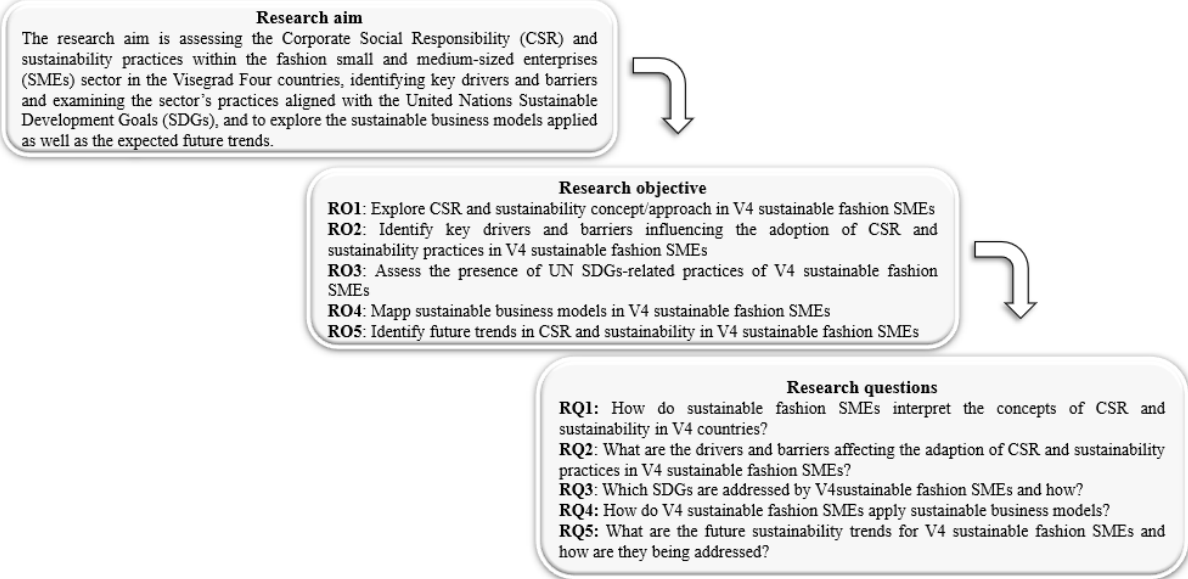 Research aim
The research aim is assessing the Corporate Social Responsibility (CSR) and
sustainability practices within the fashion small and medium-sized enterprises
(SMEs) sector in the Visegrad Four countries, identifying key drivers and barriers
and examining the sector's practices aligned with the United Nations Sustainable
Development Goals (SDGs), and to explore the sustainable business models applied
as well as the expected future trends.
Research objective
RO1: Explore CSR and sustainability concept/approach in V4 sustainable fashion SMEs
RO2: Identify key drivers and barriers influencing the adoption of CSR and
sustainability practices in V4 sustainable fashion SMEs
RO3: Assess the presence of UN SDGs-related practices of V4 sustainable fashion
SMEs
RO4: Mapp sustainable business models in V4 sustainable fashion SMEs
RO5: Identify future trends in CSR and sustainability in V4 sustainable fashion SMEs
Research questions
RQ1: How do sustainable fashion SMEs interpret the concepts of CSR and
sustainability in V4 countries?
RQ2: What are the drivers and barriers affecting the adaption of CSR and sustainability
practices in V4 sustainable fashion SMEs?
RQ3: Which SDGs are addressed by V4sustainable fashion SMEs and how?
RQ4: How do V4 sustainable fashion SMEs apply sustainable business models?
RQ5: What are the future sustainability trends for V4 sustainable fashion SMEs and
how are they being addressed?